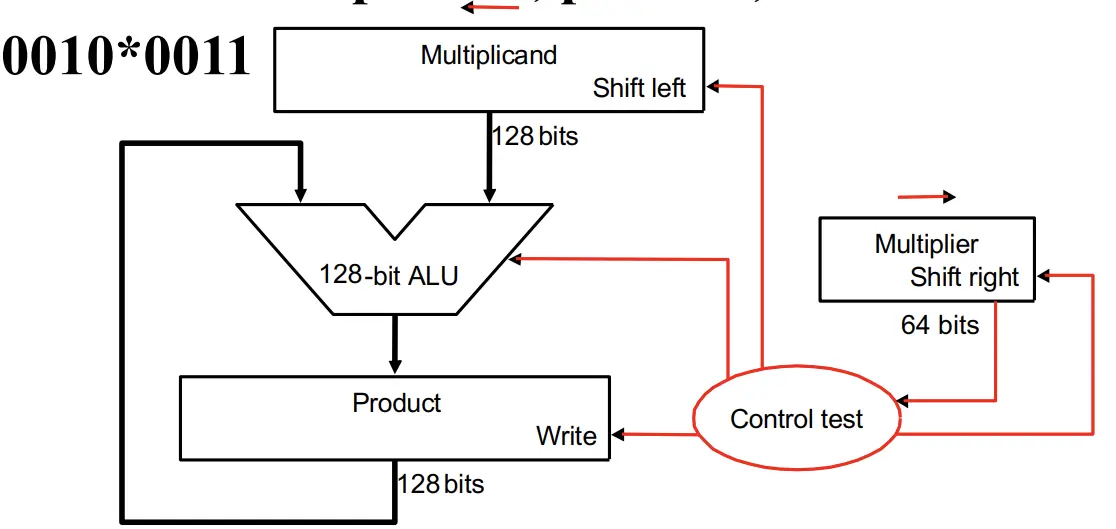 0010*0011
Multiplicand
Shift left
128 bits
128-bit ALU
Multiplier
Shift right
64 bits
Product
Write
Control test
128 bits